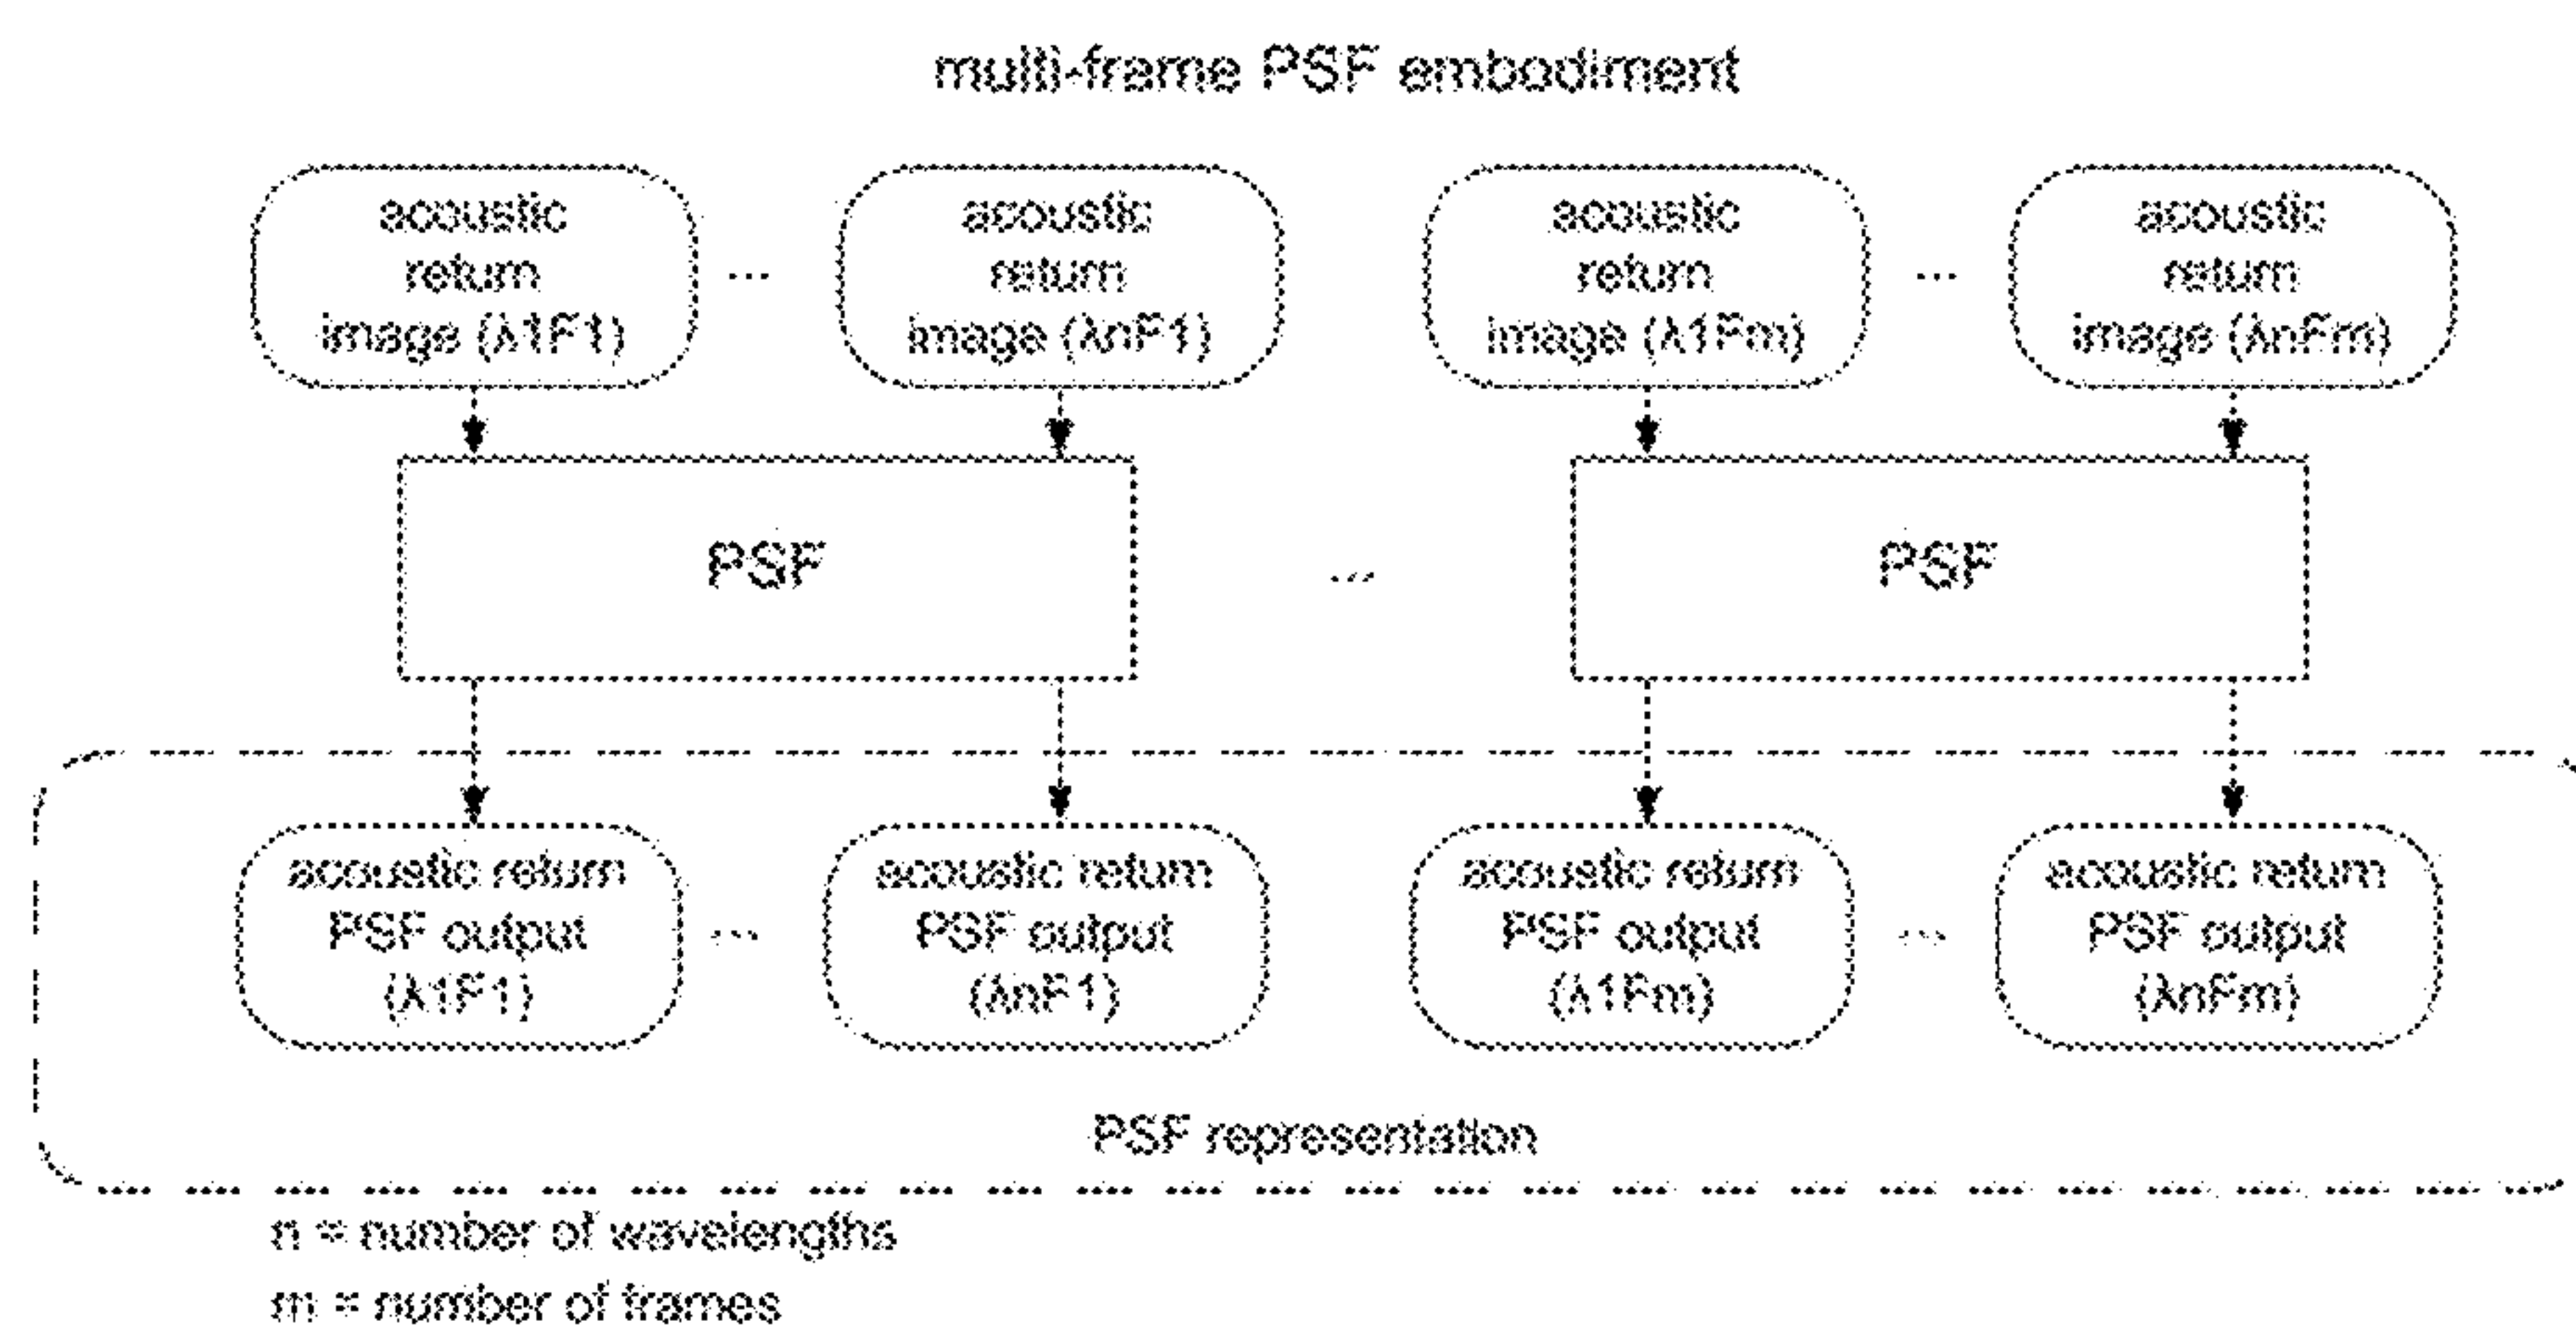 multi-frame PSF embodiment
acoustic
return
image (λ1F1)
...
acoustic
return
image (λnF1)
acoustic
return
image (λ1Fm)
...
acoustic
return
image (λnFm)
PSF
...
PSF
acoustic return
PSF output
(λ1F1)
...
acoustic return
PSF output
(λnF1)
acoustic return
PSF output
(λ1Fm)
...
acoustic return
PSF output
(λnFm)
PSF representation
n = number of wavelengths
m = number of frames